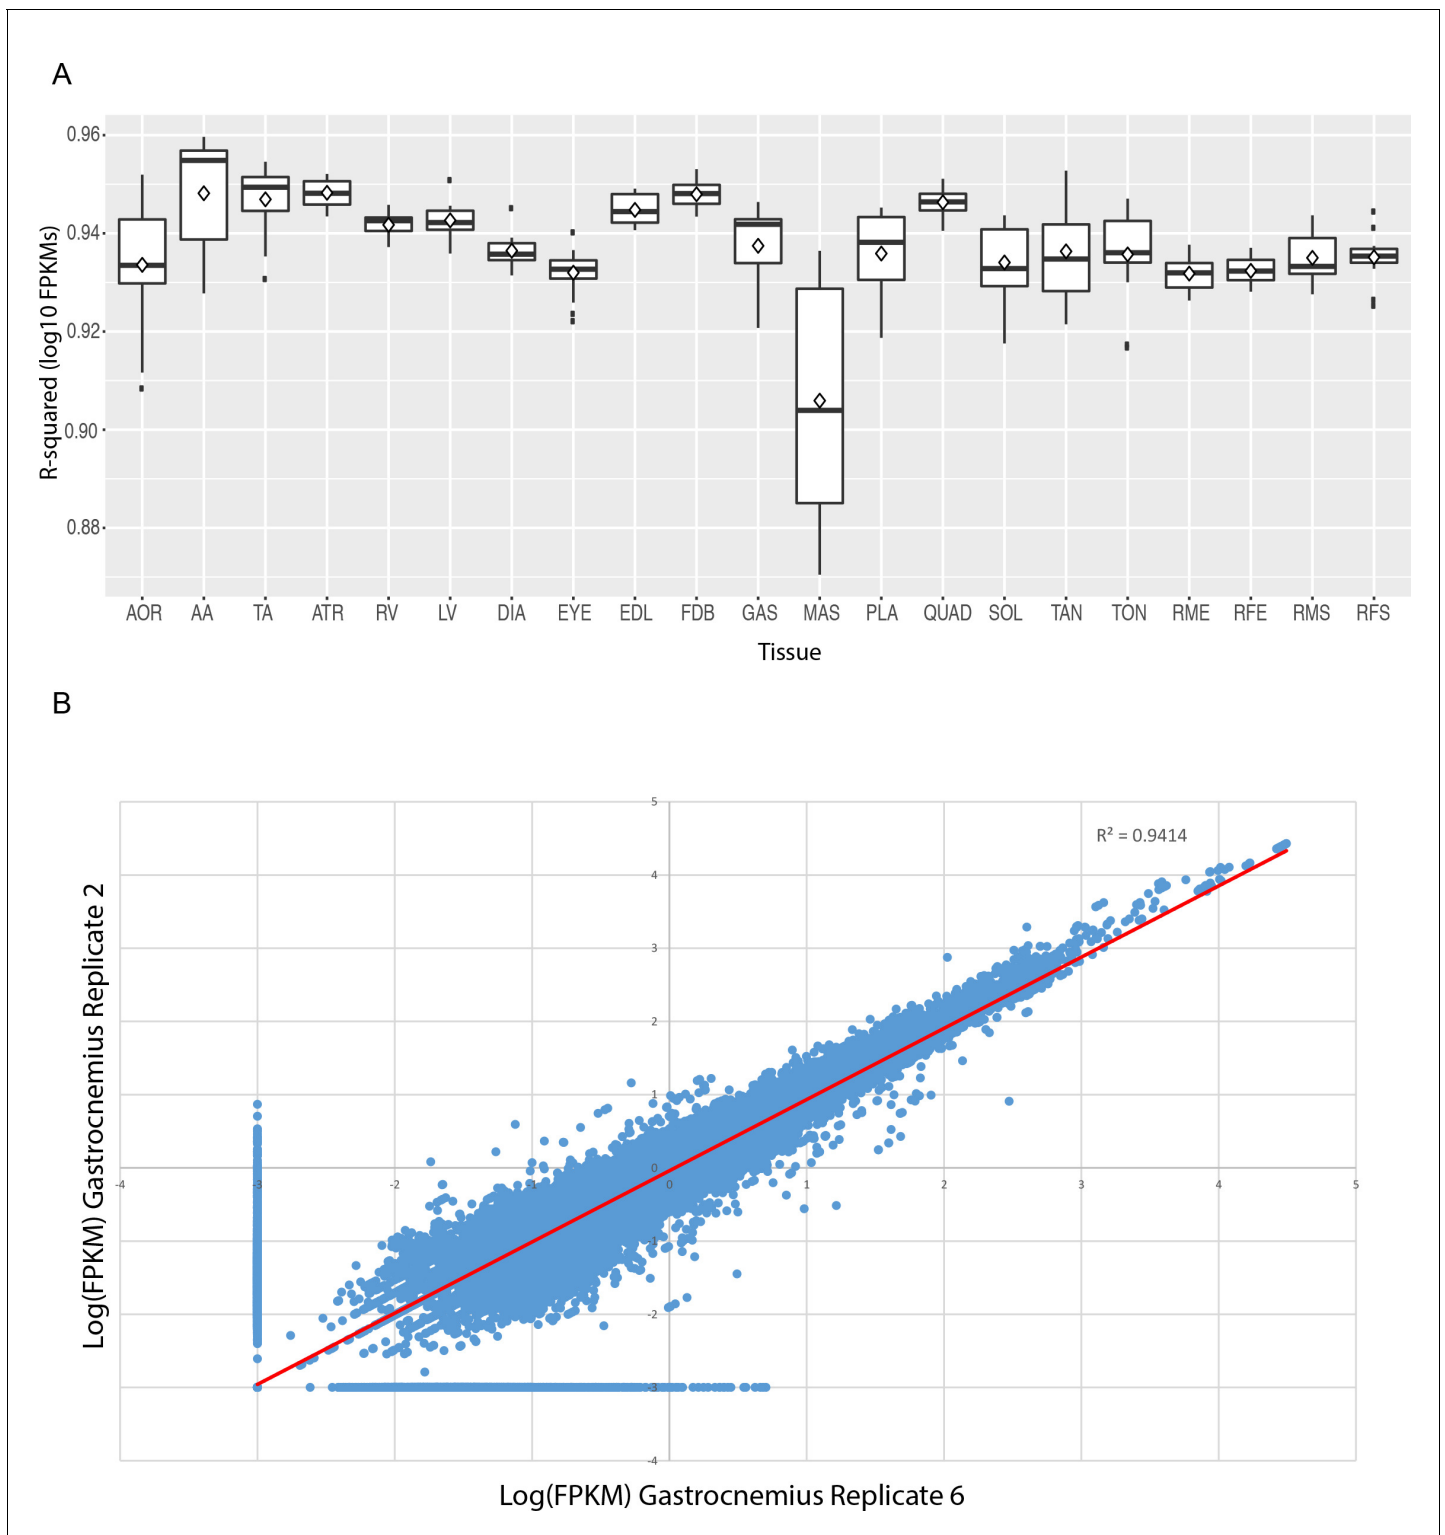 A
R-squared (log10 FPKMs)
0.96
0.94
0.92
0.90
0.88
AOR AA TA ATR RV LV DIA EYE EDL FDB GAS MAS PLA QUAD SOL TAN TON RME RFE RMS RFS
Tissue
B
Log(FPKM) Gastrocnemius Replicate 2
R² = 0.9414
5
4
3
2
1
0
-4 -3 -2 -1 0 1 2 3 4 5
-1
-2
-3
-4
Log(FPKM) Gastrocnemius Replicate 6